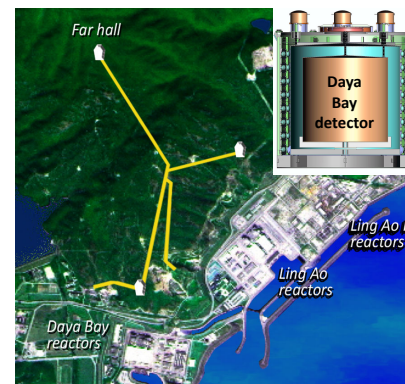 Far hall
Daya
Bay
detector
Ling Ao
reactors
Ling Ao
reactors
Daya Bay
reactors